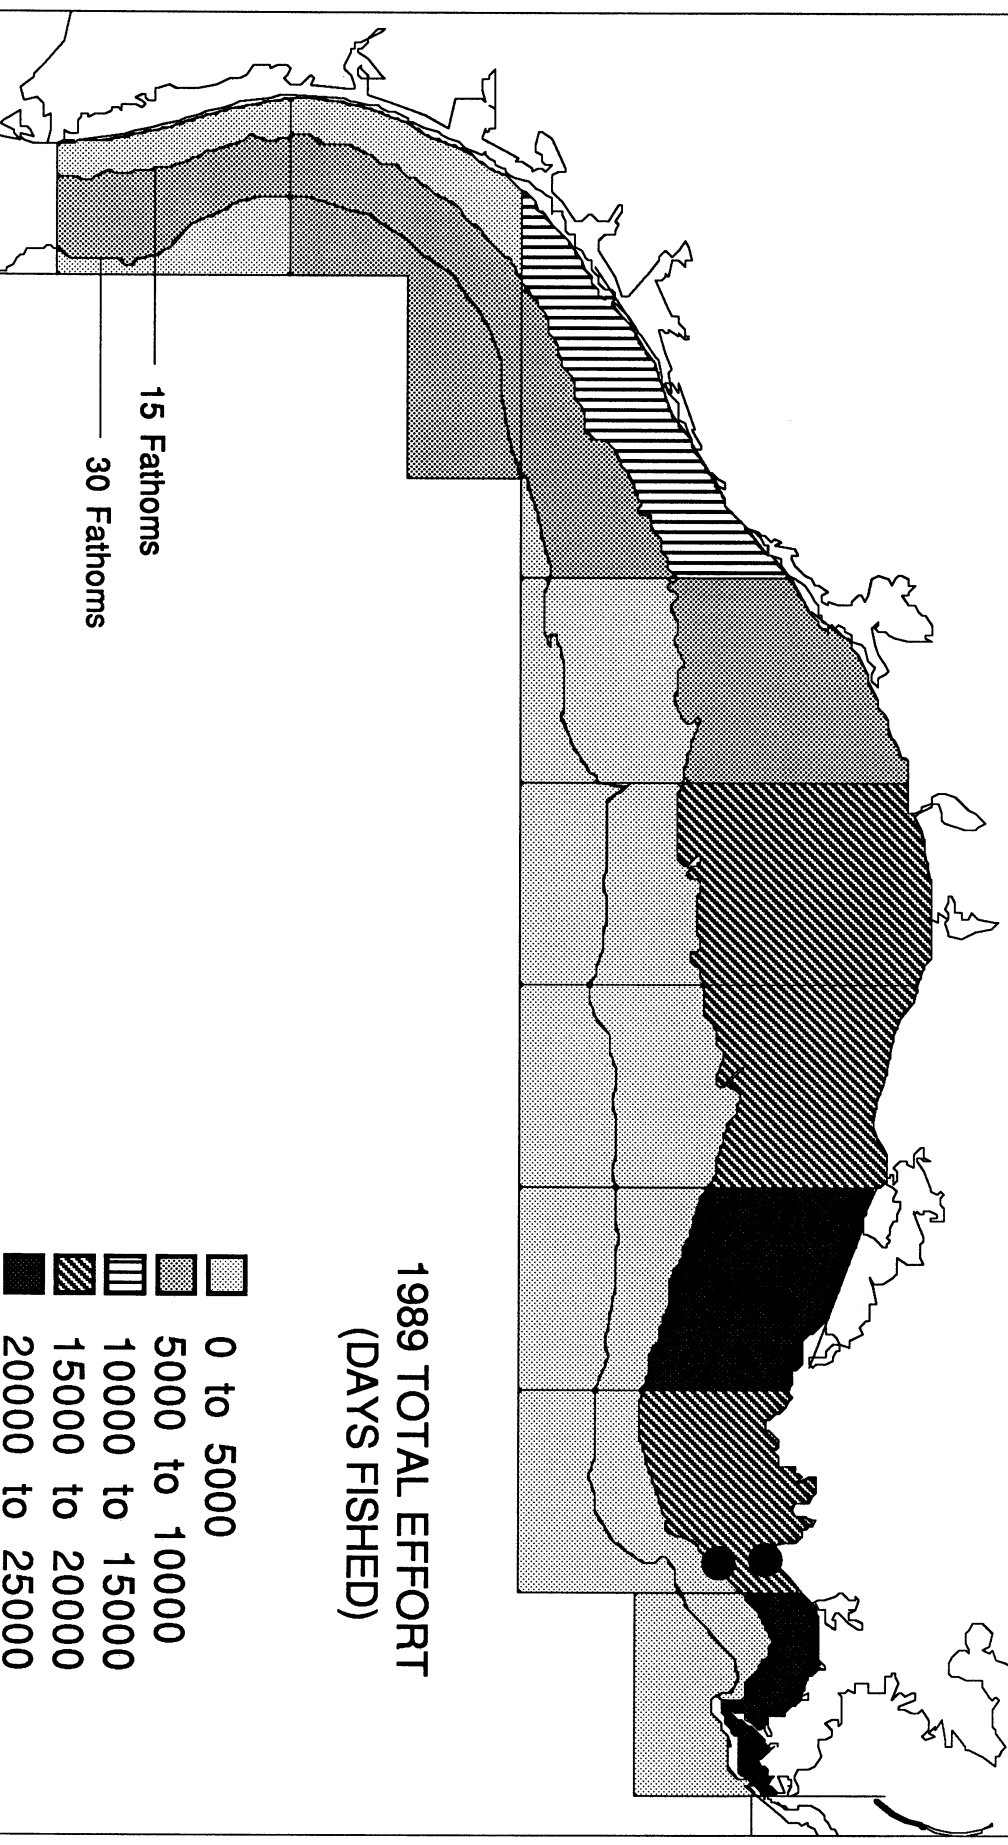 15 Fathoms
30 Fathoms
1989 TOTAL EFFORT
(DAYS FISHED)
0 to 5000
5000 to 10000
10000 to 15000
15000 to 20000
20000 to 25000